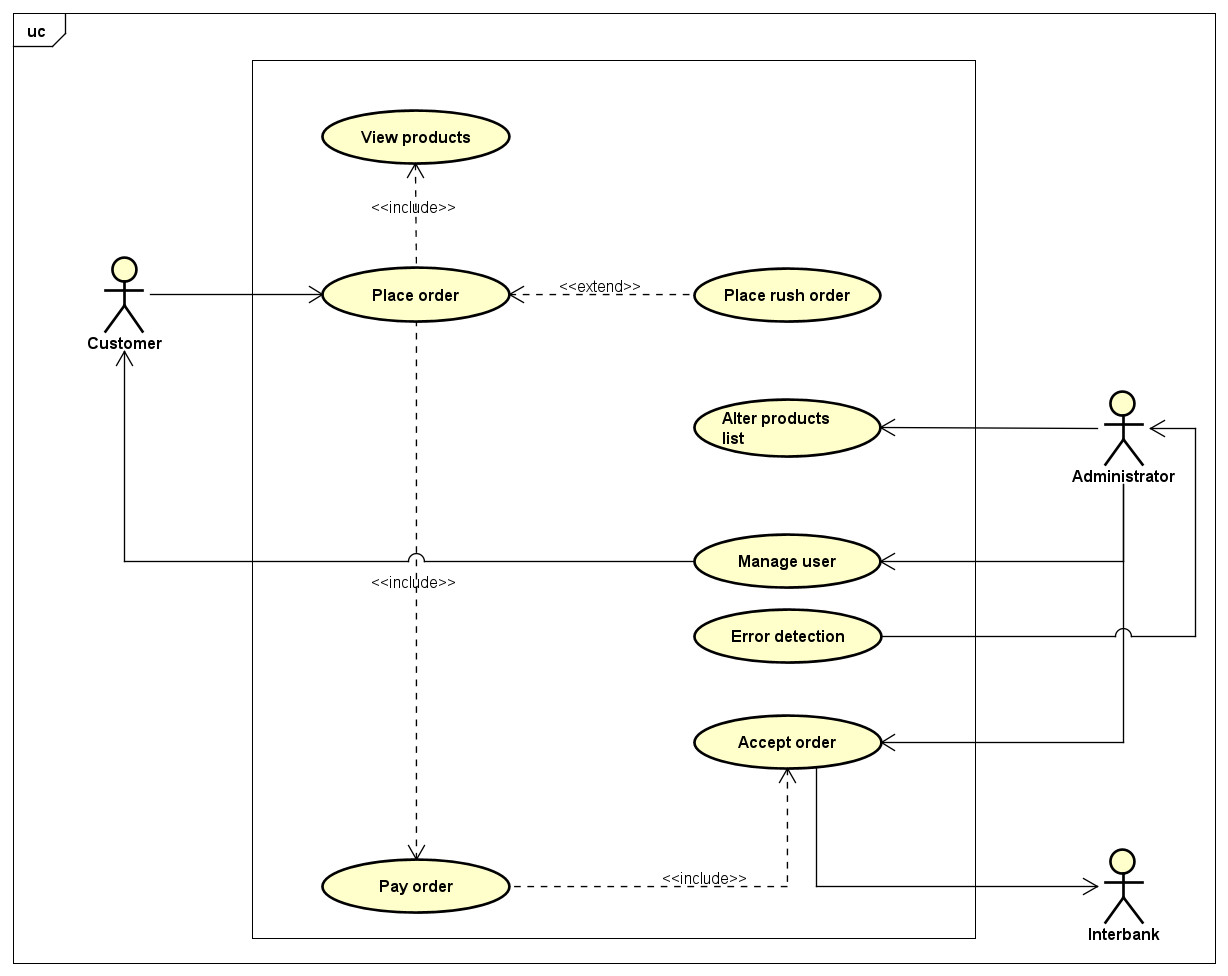 uc
View products
<<include>>
Place order
<<extend>>
Place rush order
Customer
Alter products
list
Administrator
Manage user
<<include>>
Error detection
Accept order
<<include>>
Pay order
Interbank